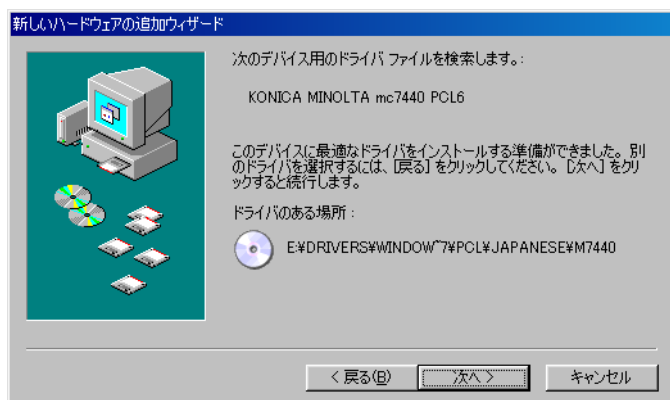 新しいハードウェアの追加ウィザード
次のデバイス用のドライバ ファイルを検索します。:
KONICA MINOLTA mc7440 PCL6
このデバイスに最適なドライバをインストールする準備ができました。別
のドライバを選択するには、[戻る] をクリックしてください。[次へ] をクリ
ックすると続行します。
ドライバのある場所 :
E:¥DRIVERS¥WINDOW~7¥PCL¥JAPANESE¥M7440
< 戻る(B)
次へ >
キャンセル